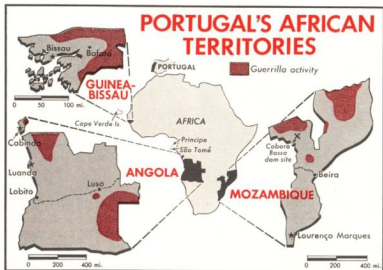 PORTUGAL'S AFRICAN
TERRITORIES
Guerrilla activity
PORTUGAL
Bissau
Bafatá
GUINEA-
BISSAU
0 50 100 mi.
Cape Verde Is.
AFRICA
Principe
São Tomé
Cabinda
Luanda
Lobito
Luso
ANGOLA
0 200 400 mi.
Cabora
Bassa
dam site
Beira
MOZAMBIQUE
Lourenço Marques
0 200 400 mi.